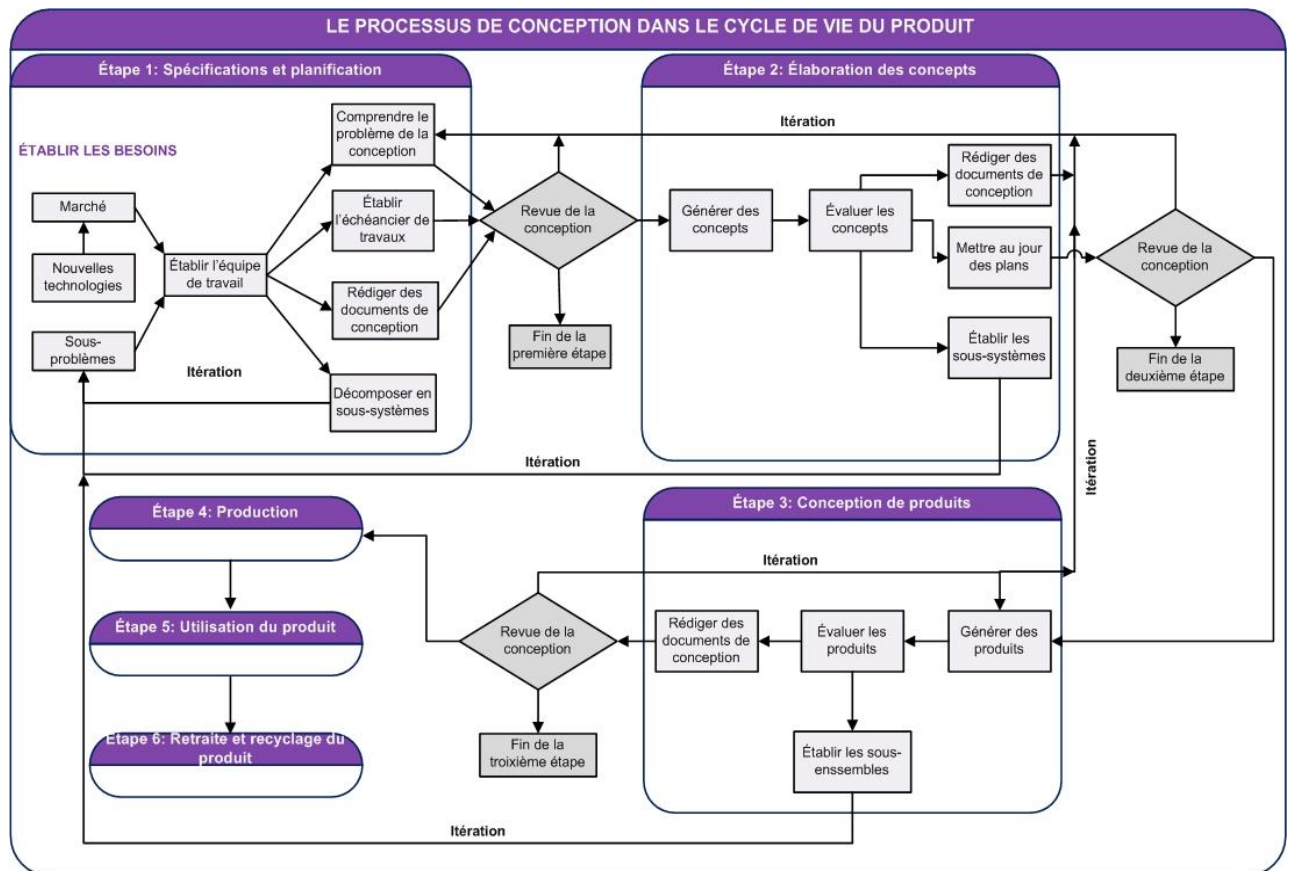 LE PROCESSUS DE CONCEPTION DANS LE CYCLE DE VIE DU PRODUIT
Étape 1: Spécifications et planification
ÉTABLIR LES BESOINS
Marché
Nouvelles
technologies
Sous-
problèmes
Établir l'équipe
de travail
Comprendre le
problème de la
conception
Établir
l'échéancier de
travaux
Rédiger des
documents de
conception
Décomposer en
sous-systèmes
Itération
Revue de la
conception
Fin de la
première étape
Étape 2: Élaboration des concepts
Itération
Générer des
concepts
Évaluer les
concepts
Rédiger des
documents de
conception
Mettre au jour
des plans
Établir les
sous-systèmes
Revue de la
conception
Fin de la
deuxième étape
Itération
Itération
Étape 3: Conception de produits
Itération
Générer des
produits
Évaluer les
produits
Rédiger des
documents de
conception
Établir les sous-
enssembles
Revue de la
conception
Fin de la
troixième étape
Itération
Étape 4: Production
Étape 5: Utilisation du produit
Étape 6: Retraite et recyclage du
produit